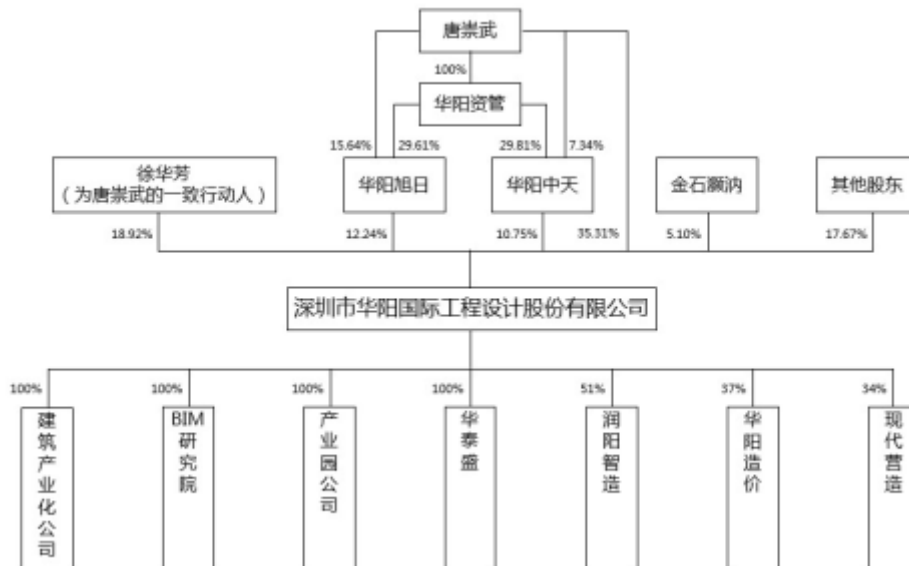 唐崇武
100%
华阳资管
15.64%
29.61%
29.81%
7.34%
徐华芳
（为唐崇武的一致行动人）
华阳旭日
华阳中天
金石灏汭
其他股东
18.92%
12.24%
10.75%
35.31%
5.10%
17.67%
深圳市华阳国际工程设计股份有限公司
100%
100%
100%
100%
51%
37%
34%
建筑产业化公司
BIM研究院
产业园公司
华泰盛
润阳智造
华阳造价
现代营造